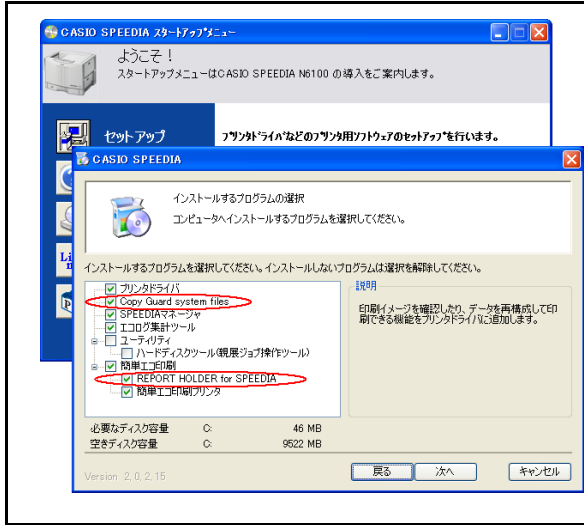 CASIO SPEEDIA スタートアップメニュー
ようこそ！
スタートアップメニューはCASIO SPEEDIA N6100 の導入をご案内します。
セットアップ
プリンタドライバなどのプリンタ用ソフトウェアのセットアップを行います。
CASIO SPEEDIA
インストールするプログラムの選択
コンピュータへインストールするプログラムを選択してください。
インストールするプログラムを選択してください。インストールしないプログラムは選択を解除してください。
プリンタドライバ
Copy Guard system files
SPEEDIAマネージャ
エコログ集計ツール
ユーティリティ
ハードディスクツール(親展ジョブ操作ツール)
簡単エコ印刷
REPORT HOLDER for SPEEDIA
簡単エコ印刷プリンタ
説明
印刷イメージを確認したり、データを再構成して印
刷できる機能をプリンタドライバに追加します。
必要なディスク容量 C: 46 MB
空きディスク容量 C: 9522 MB
Version 2, 0, 2, 15
戻る 次へ キャンセル